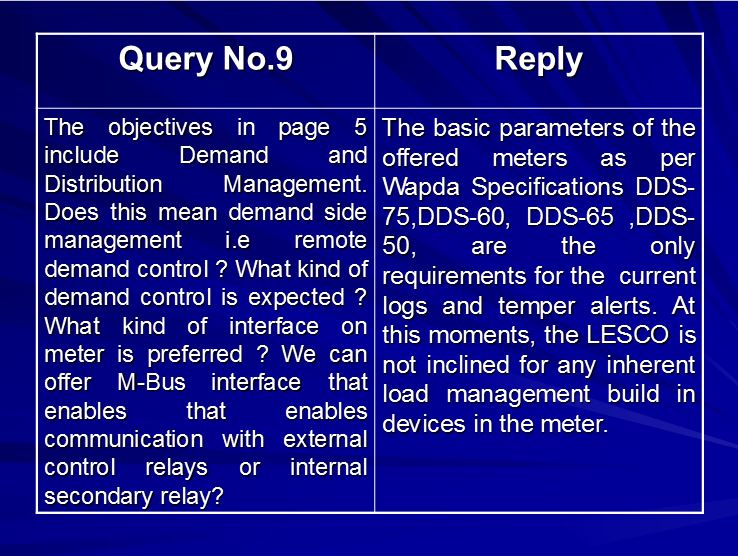 Query No.9
Reply
The objectives in page 5
include Demand and
Distribution Management.
Does this mean demand side
management i.e remote
demand control ? What kind of
demand control is expected ?
What kind of interface on
meter is preferred ? We can
offer M-Bus interface that
enables that enables
communication with external
control relays or internal
secondary relay?
The basic parameters of the
offered meters as per
Wapda Specifications DDS-
75,DDS-60, DDS-65 ,DDS-
50, are the only
requirements for the current
logs and temper alerts. At
this moments, the LESCO is
not inclined for any inherent
load management build in
devices in the meter.